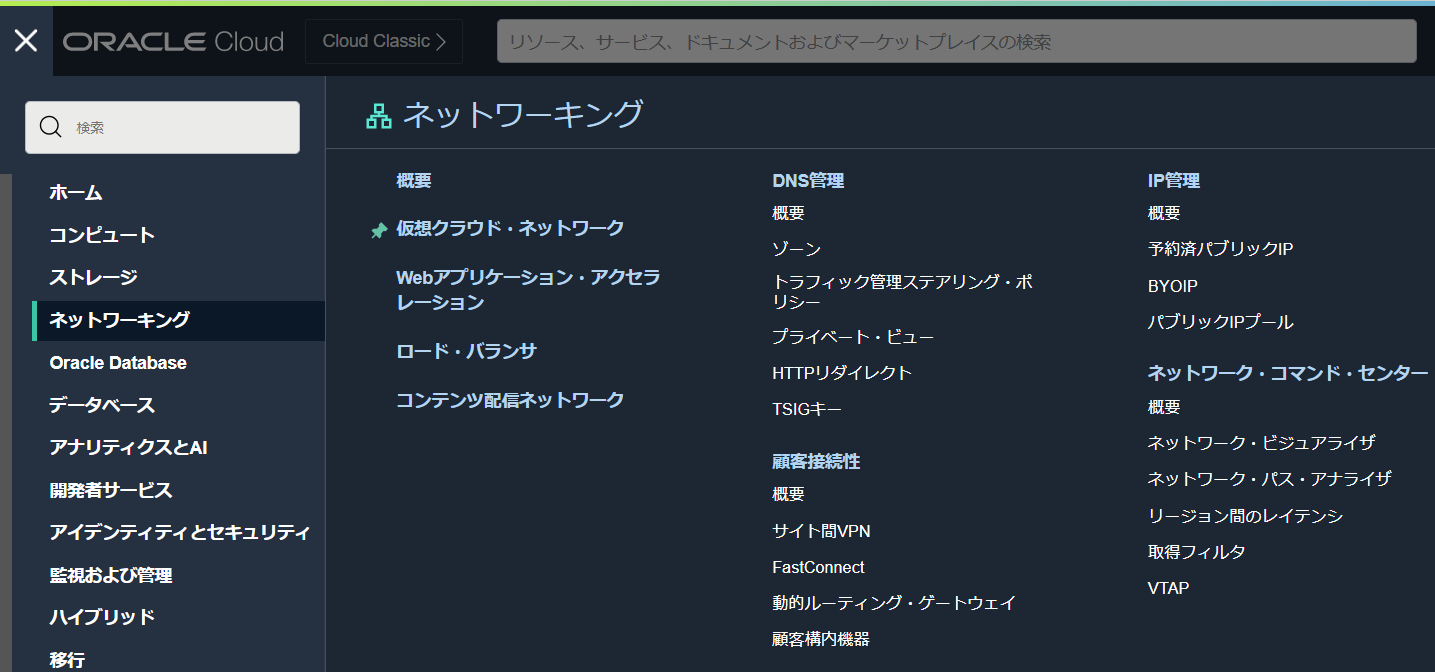 ORACLE Cloud
Cloud Classic
リソース、サービス、ドキュメントおよびマーケットプレイスの検索
検索
ホーム
コンピュート
ストレージ
ネットワーキング
Oracle Database
データベース
アナリティクスとAI
開発者サービス
アイデンティティとセキュリティ
監視および管理
ハイブリッド
移行
ネットワーキング
概要
仮想クラウド・ネットワーク
Webアプリケーション・アクセラ
レーション
ロード・バランサ
コンテンツ配信ネットワーク
DNS管理
概要
ゾーン
トラフィック管理ステアリング・ポ
リシー
プライベート・ビュー
HTTPリダイレクト
TSIGキー
顧客接続性
概要
サイト間VPN
FastConnect
動的ルーティング・ゲートウェイ
顧客構内機器
IP管理
概要
予約済パブリックIP
BYOIP
パブリックIPプール
ネットワーク・コマンド・センター
概要
ネットワーク・ビジュアライザ
ネットワーク・パス・アナライザ
リージョン間のレイテンシ
取得フィルタ
VTAP